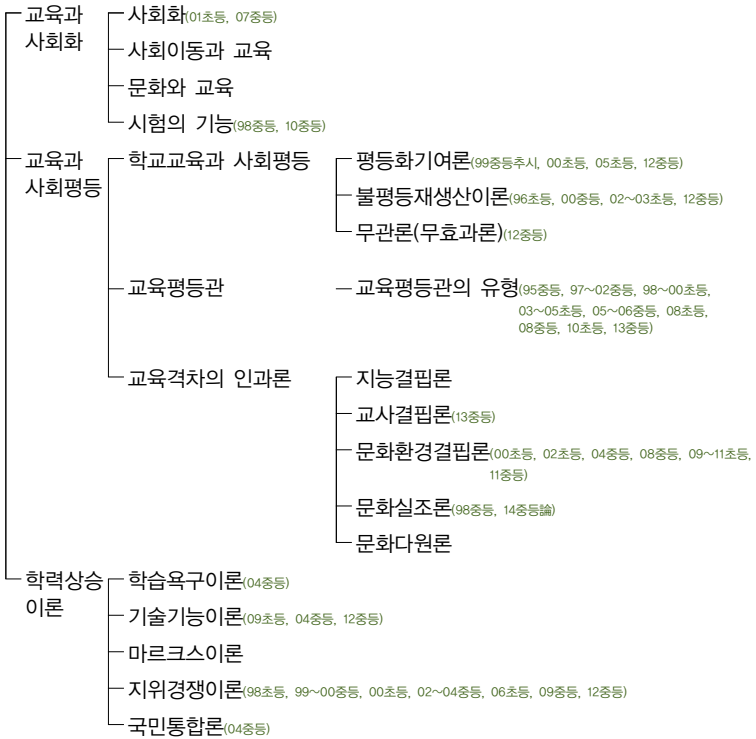 교육과
사회화
사회화(01초등, 07중등)
사회이동과 교육
문화와 교육
시험의 기능(98중등, 10중등)
교육과
사회평등
학교교육과 사회평등
평등화기여론(99중등추시, 00초등, 05초등, 12중등)
불평등재생산이론(96초등, 00중등, 02~03초등, 12중등)
무관론(무효과론)(12중등)
교육평등관
교육평등관의 유형(95중등, 97~02중등, 98~00초등,
03~05초등, 05~06중등, 08초등,
08중등, 10초등, 13중등)
교육격차의 인과론
지능결핍론
교사결핍론(13중등)
문화환경결핍론(00초등, 02초등, 04중등, 08중등, 09~11초등,
11중등)
문화실조론(98중등, 14중등論)
문화다원론
학력상승
이론
학습욕구이론(04중등)
기술기능이론(09초등, 04중등, 12중등)
마르크스이론
지위경쟁이론(98초등, 99~00중등, 00초등, 02~04중등, 06초등, 09중등, 12중등)
국민통합론(04중등)